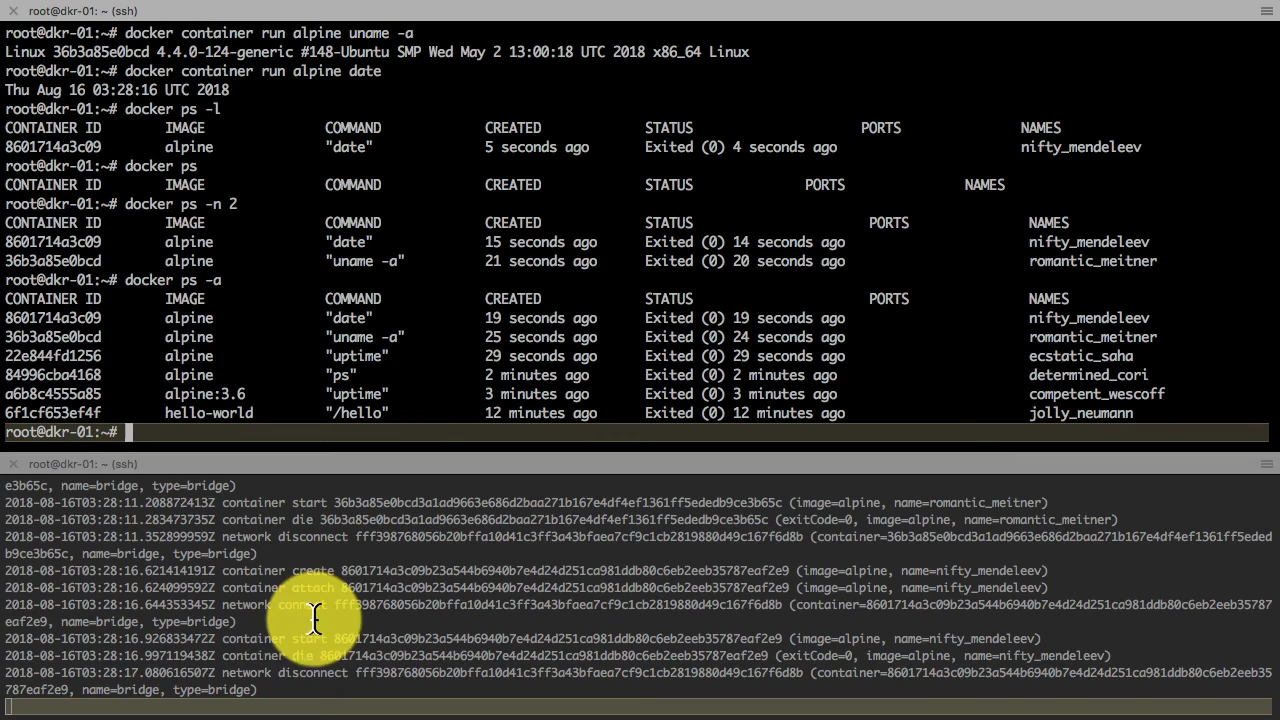 root@dkr-01: ~ (ssh)
root@dkr-01:~# docker container run alpine uname -a
Linux 36b3a85e0bcd 4.4.0-124-generic #148-Ubuntu SMP Wed May 2 13:00:18 UTC 2018 x86_64 Linux
root@dkr-01:~# docker container run alpine date
Thu Aug 16 03:28:16 UTC 2018
root@dkr-01:~# docker ps -l
CONTAINER ID IMAGE COMMAND CREATED STATUS PORTS NAMES
8601714a3c09 alpine "date" 5 seconds ago Exited (0) 4 seconds ago nifty_mendeleev
root@dkr-01:~# docker ps
CONTAINER ID IMAGE COMMAND CREATED STATUS PORTS NAMES
root@dkr-01:~# docker ps -n 2
CONTAINER ID IMAGE COMMAND CREATED STATUS PORTS NAMES
8601714a3c09 alpine "date" 15 seconds ago Exited (0) 14 seconds ago nifty_mendeleev
36b3a85e0bcd alpine "uname -a" 21 seconds ago Exited (0) 20 seconds ago romantic_meitner
root@dkr-01:~# docker ps -a
CONTAINER ID IMAGE COMMAND CREATED STATUS PORTS NAMES
8601714a3c09 alpine "date" 19 seconds ago Exited (0) 19 seconds ago nifty_mendeleev
36b3a85e0bcd alpine "uname -a" 25 seconds ago Exited (0) 24 seconds ago romantic_meitner
22e844fd1256 alpine "uptime" 29 seconds ago Exited (0) 29 seconds ago ecstatic_saha
84996cba4168 alpine "ps" 2 minutes ago Exited (0) 2 minutes ago determined_cori
a6b8c4555a85 alpine:3.6 "uptime" 3 minutes ago Exited (0) 3 minutes ago competent_wescoff
6f1cf653ef4f hello-world "/hello" 12 minutes ago Exited (0) 12 minutes ago jolly_neumann
root@dkr-01:~#
root@dkr-01: ~ (ssh)
e3b65c, name=bridge, type=bridge)
2018-08-16T03:28:11.208872413Z container start 36b3a85e0bcd3a1ad9663e686d2baa271b167e4df4ef1361ff5ededb9ce3b65c (image=alpine, name=romantic_meitner)
2018-08-16T03:28:11.283473735Z container die 36b3a85e0bcd3a1ad9663e686d2baa271b167e4df4ef1361ff5ededb9ce3b65c (exitCode=0, image=alpine, name=romantic_meitner)
2018-08-16T03:28:11.352899959Z network disconnect fff398768056b20bffa10d41c3ff3a43bfaea7cf9c1cb2819880d49c167f6d8b (container=36b3a85e0bcd3a1ad9663e686d2baa271b167e4df4ef1361ff5eded
b9ce3b65c, name=bridge, type=bridge)
2018-08-16T03:28:16.621414191Z container create 8601714a3c09b23a544b6940b7e4d24d251ca981ddb80c6eb2eeb35787eaf2e9 (image=alpine, name=nifty_mendeleev)
2018-08-16T03:28:16.624099592Z container attach 8601714a3c09b23a544b6940b7e4d24d251ca981ddb80c6eb2eeb35787eaf2e9 (image=alpine, name=nifty_mendeleev)
2018-08-16T03:28:16.644353345Z network connect fff398768056b20bffa10d41c3ff3a43bfaea7cf9c1cb2819880d49c167f6d8b (container=8601714a3c09b23a544b6940b7e4d24d251ca981ddb80c6eb2eeb35787
eaf2e9, name=bridge, type=bridge)
2018-08-16T03:28:16.926833472Z container start 8601714a3c09b23a544b6940b7e4d24d251ca981ddb80c6eb2eeb35787eaf2e9 (image=alpine, name=nifty_mendeleev)
2018-08-16T03:28:16.997119438Z container die 8601714a3c09b23a544b6940b7e4d24d251ca981ddb80c6eb2eeb35787eaf2e9 (exitCode=0, image=alpine, name=nifty_mendeleev)
2018-08-16T03:28:17.080616507Z network disconnect fff398768056b20bffa10d41c3ff3a43bfaea7cf9c1cb2819880d49c167f6d8b (container=8601714a3c09b23a544b6940b7e4d24d251ca981ddb80c6eb2eeb35
787eaf2e9, name=bridge, type=bridge)